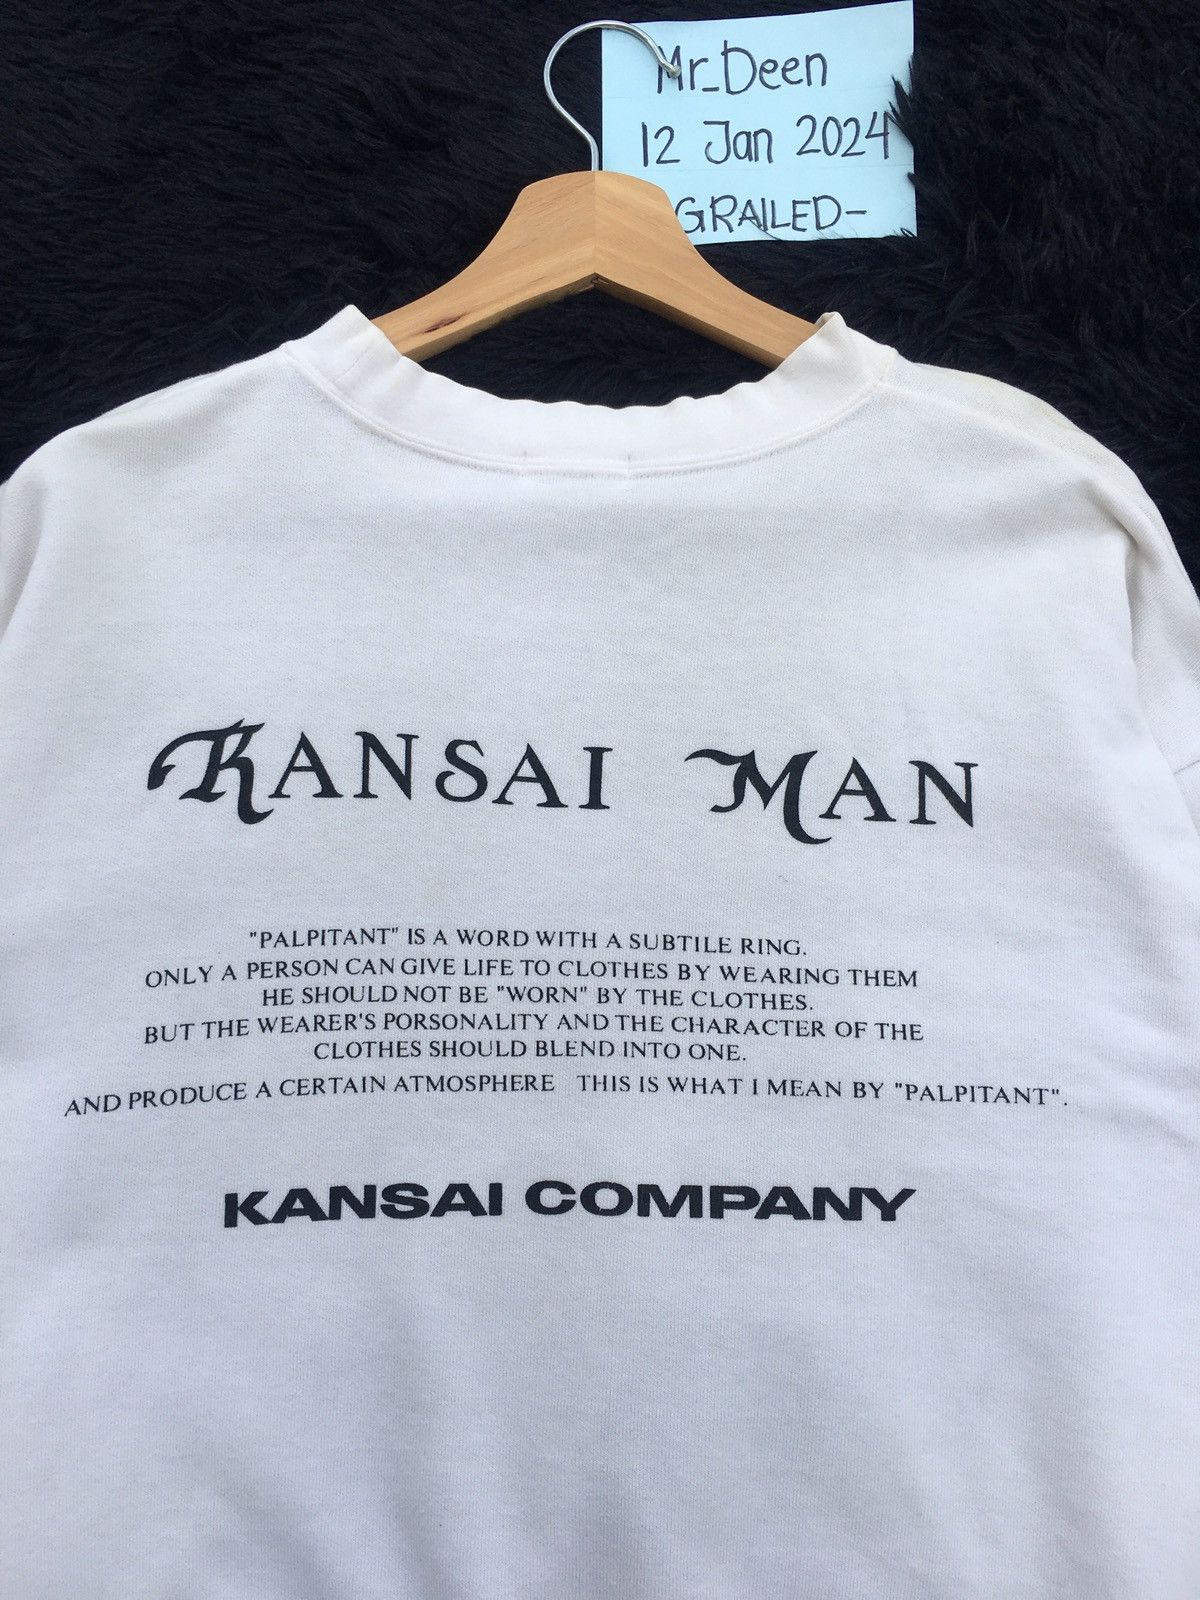 Mr_Deen
12 Jan 2024
GRAILED-
KANSAI MAN
"PALPITANT" IS A WORD WITH A SUBTILE RING.
ONLY A PERSON CAN GIVE LIFE TO CLOTHES BY WEARING THEM
HE SHOULD NOT BE "WORN" BY THE CLOTHES.
BUT THE WEARER'S PORSONALITY AND THE CHARACTER OF THE
CLOTHES SHOULD BLEND INTO ONE.
AND PRODUCE A CERTAIN ATMOSPHERE THIS IS WHAT I MEAN BY "PALPITANT".
KANSAI COMPANY